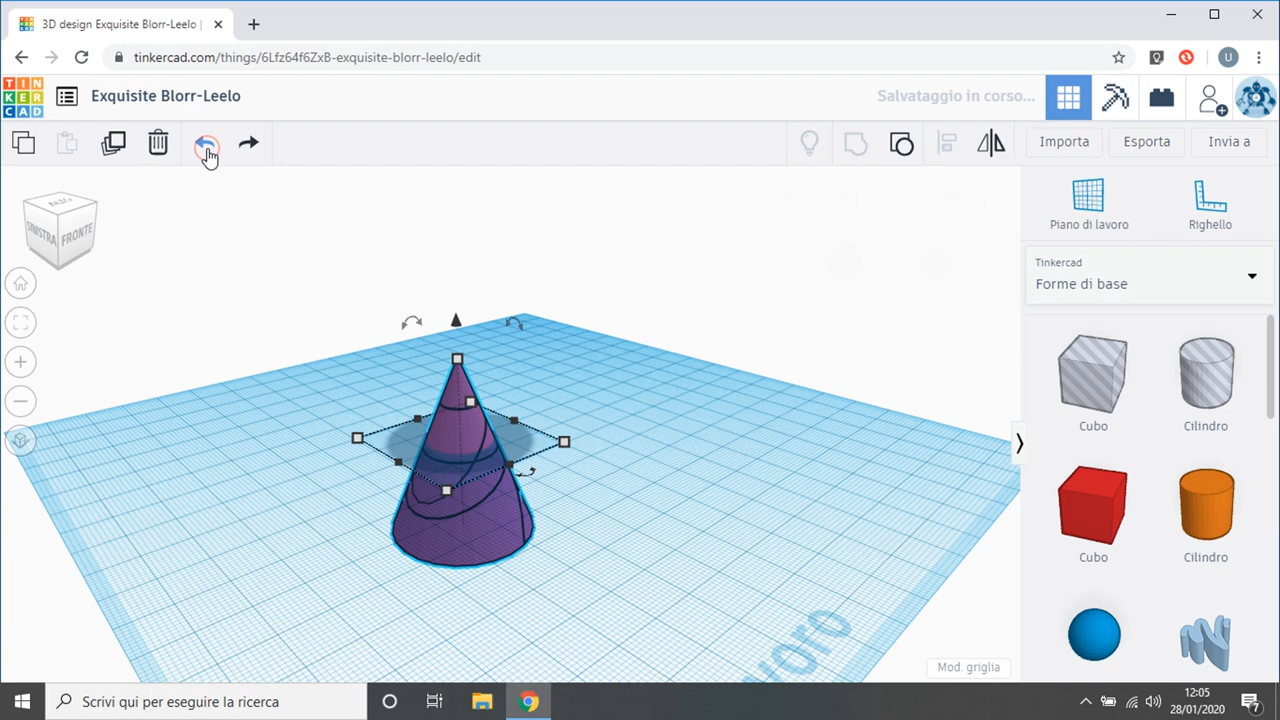 3D design Exquisite Blorr-Leelo |
tinkercad.com/things/6Lfz64f6ZxB-exquisite-blorr-leelo/edit
U
TIN
KER
CAD
Exquisite Blorr-Leelo
Salvataggio in corso...
Importa
Esporta
Invia a
ALTO
SINISTRA
FRONTE
Piano di lavoro
Righello
Tinkercad
Forme di base
Cubo
Cilindro
Cubo
Cilindro
Mod. griglia
Scrivi qui per eseguire la ricerca
12:05
28/01/2020
7